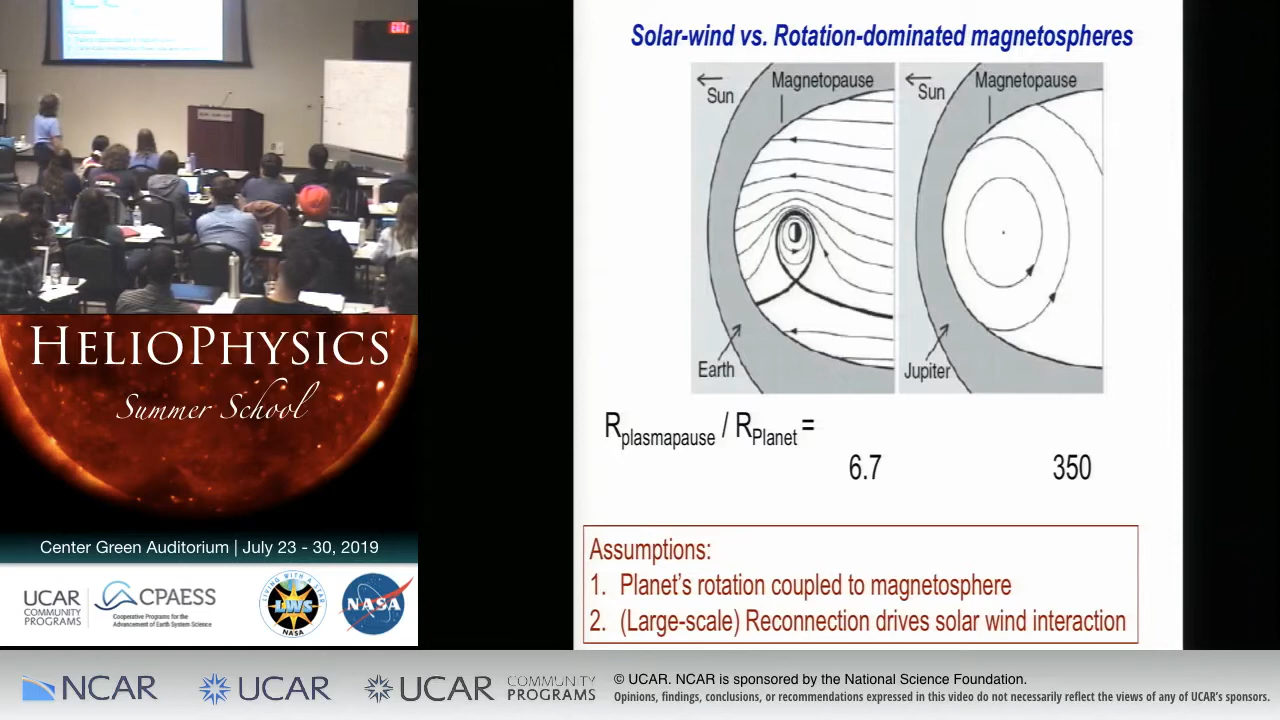 EXIT
HELIOPHYSICS
Summer School
Center Green Auditorium | July 23 - 30, 2019
UCAR
COMMUNITY
PROGRAMS
CPAESS
Cooperative Programs for the
Advancement of Earth System Science
LIVING WITH A STAR
LWS
NASA
NASA
Solar-wind vs. Rotation-dominated magnetospheres
Sun
Magnetopause
Earth
Sun
Magnetopause
Jupiter
Rplasmapause / RPlanet =
6.7 350
Assumptions:
1. Planet's rotation coupled to magnetosphere
2. (Large-scale) Reconnection drives solar wind interaction
NCAR
UCAR
UCAR COMMUNITY PROGRAMS
© UCAR. NCAR is sponsored by the National Science Foundation.
Opinions, findings, conclusions, or recommendations expressed in this video do not necessarily reflect the views of any of UCAR's sponsors.